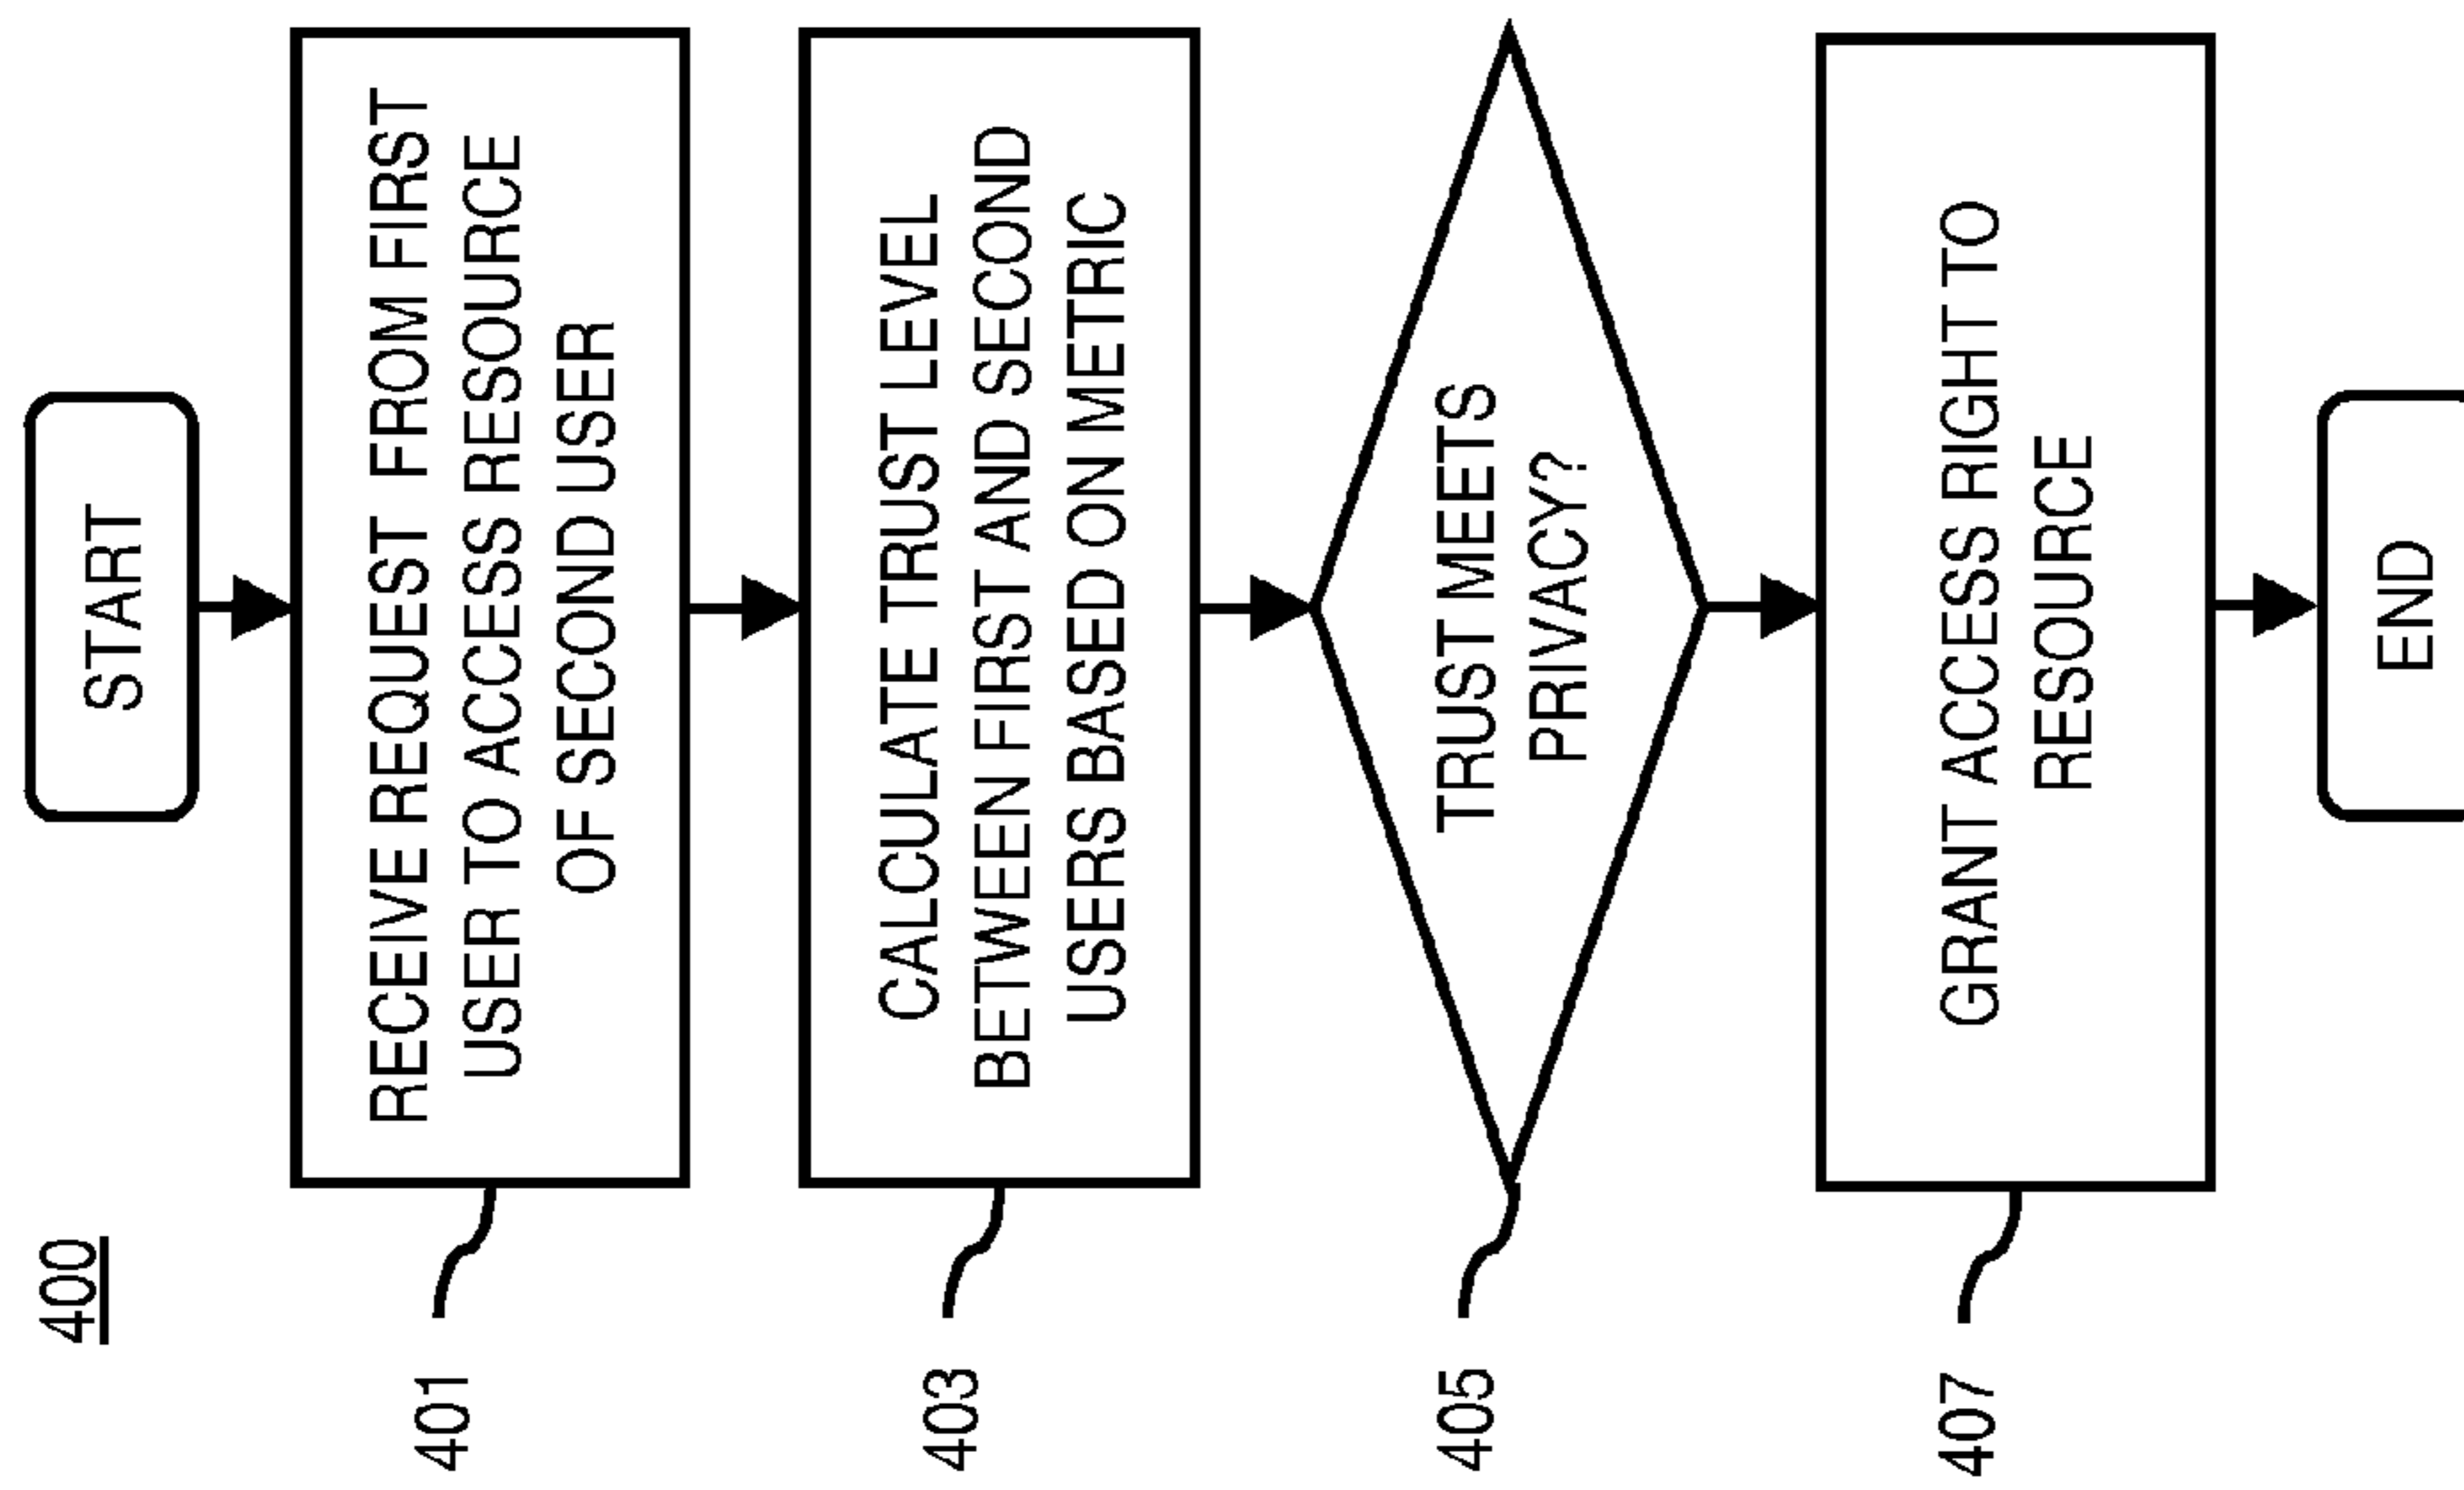 400
START
401
RECEIVE REQUEST FROM FIRST
USER TO ACCESS RESOURCE
OF SECOND USER
403
CALCULATE TRUST LEVEL
BETWEEN FIRST AND SECOND
USERS BASED ON METRIC
405
TRUST MEETS
PRIVACY?
407
GRANT ACCESS RIGHT TO
RESOURCE
END